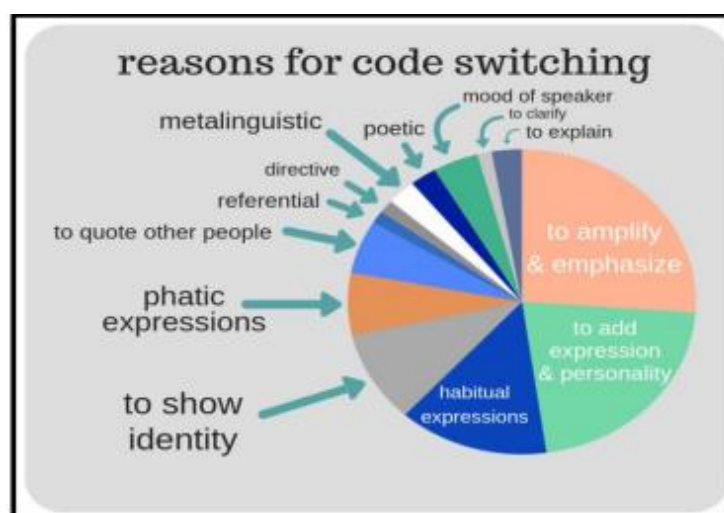 reasons for code switching
mood of speaker
to clarify
to explain
poetic
metalinguistic
directive
referential
to quote other people
phatic
expressions
to show
identity
habitual
expressions
to add
expression
& personality
to amplify
& emphasize